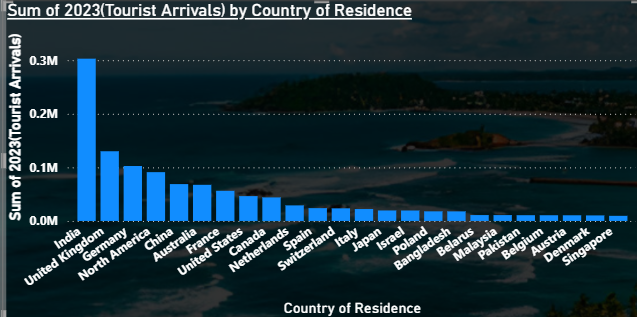 Sum of 2023(Tourist Arrivals) by Country of Residence
Sum of 2023(Tourist Arrivals)
0.3M
0.2M
0.1M
0.0M
India
United Kingdom
Germany
North America
China
Australia
France
United States
Canada
Netherlands
Spain
Switzerland
Italy
Japan
Israel
Poland
Bangladesh
Belarus
Malaysia
Pakistan
Belgium
Austria
Denmark
Singapore
Country of Residence